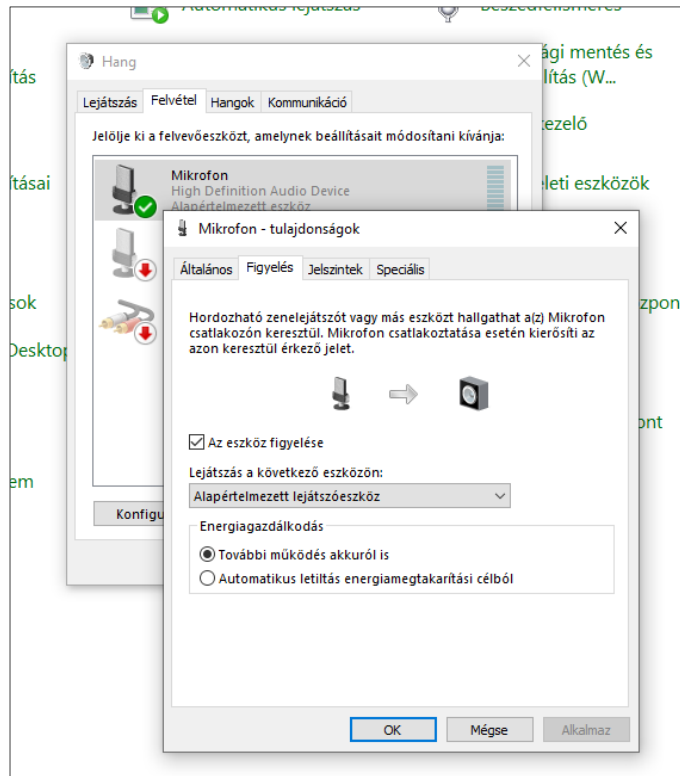 Automatikus lejátszás
Beszédfelismerés
Hang
ági mentés és
lítás (W...
ítás
Lejátszás
Felvétel
Hangok
Kommunikáció
ezelő
Jelölje ki a felvevőeszközt, amelynek beállításait módosítani kívánja:
Mikrofon
High Definition Audio Device
Alapértelmezett eszköz
ításai
leti eszközök
Mikrofon - tulajdonságok
Általános
Figyelés
Jelszintek
Speciális
sok
zpon
Hordozható zenelejátszót vagy más eszközt hallgathat a(z) Mikrofon
csatlakozón keresztül. Mikrofon csatlakoztatása esetén kierősíti az
azon keresztül érkező jelet.
Desktop
ont
Az eszköz figyelése
Lejátszás a következő eszközön:
em
Alapértelmezett lejátszóeszköz
Konfigu
Energiagazdálkodás
További működés akkuról is
Automatikus letiltás energiamegtakarítási célból
OK
Mégse
Alkalmaz